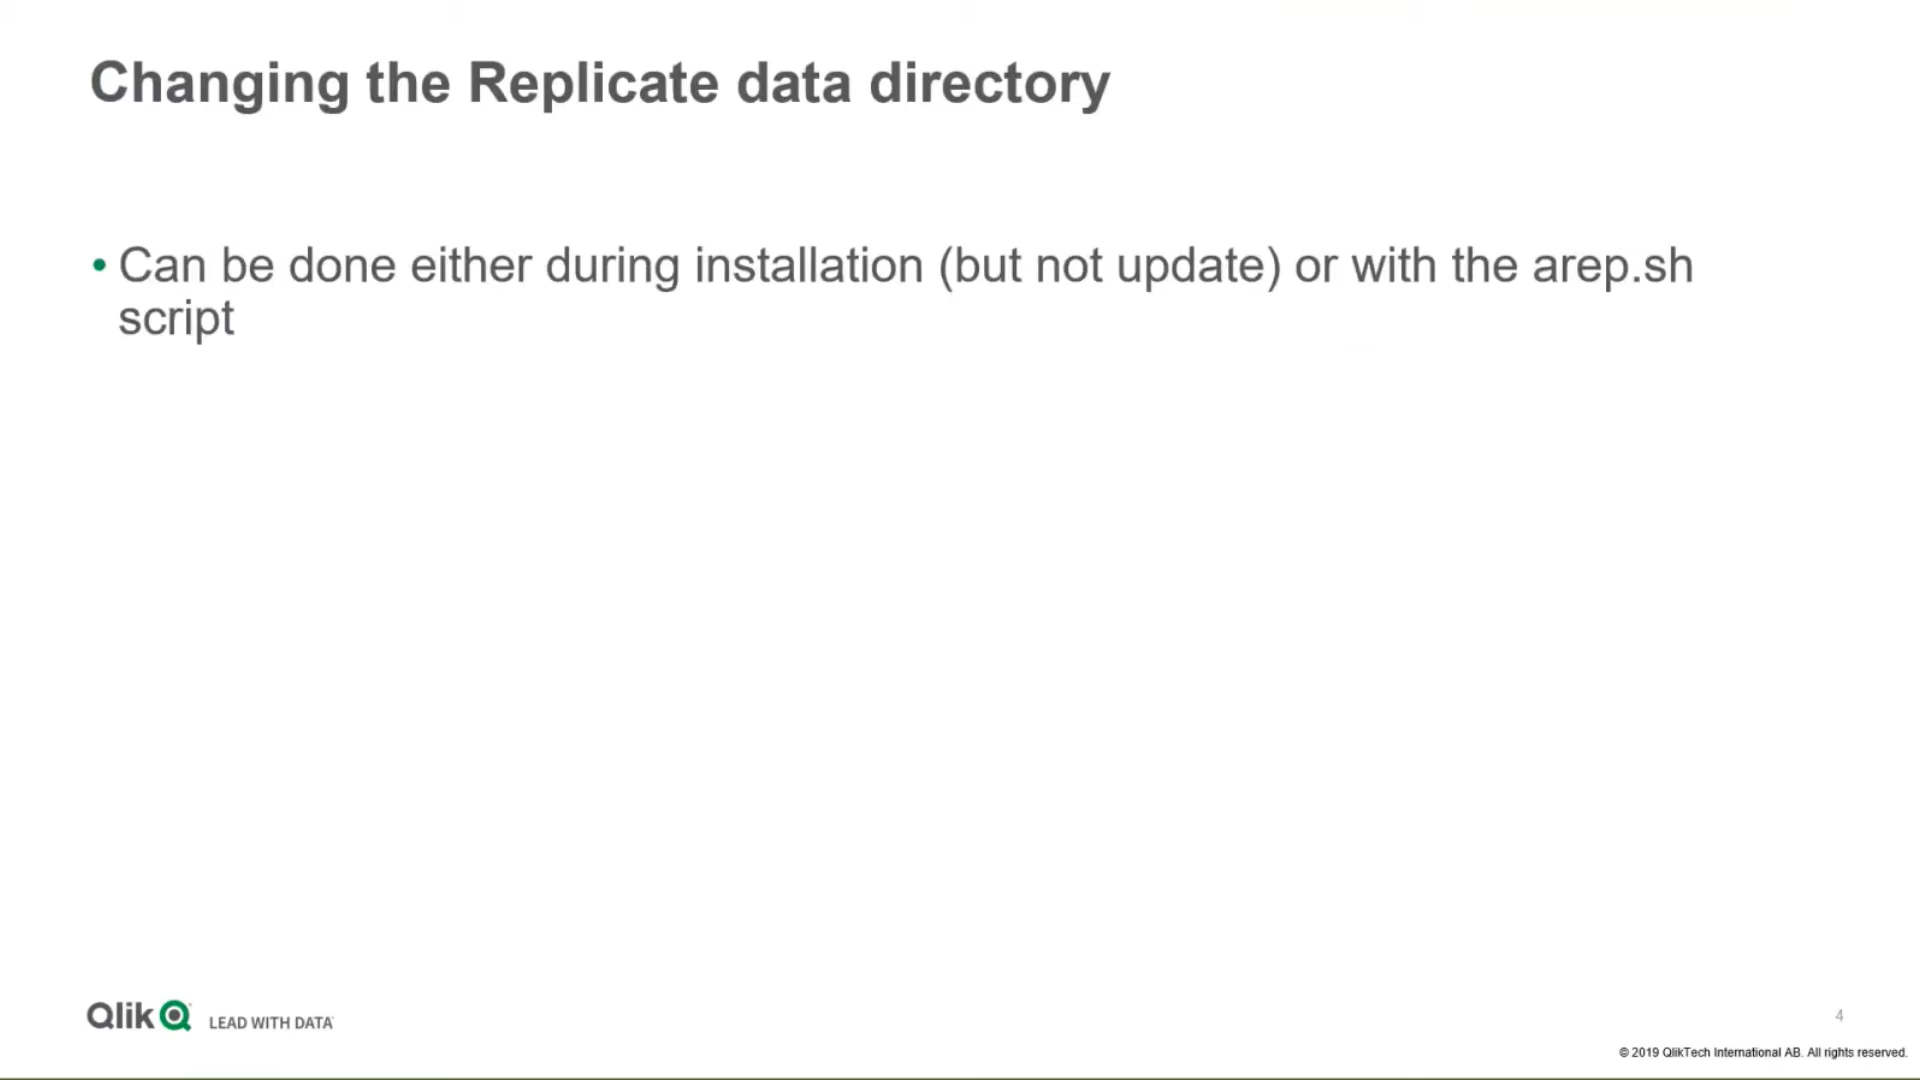 Changing the Replicate data directory
• Can be done either during installation (but not update) or with the arep.sh
script
Qlik LEAD WITH DATA
4
© 2019 QlikTech International AB. All rights reserved.